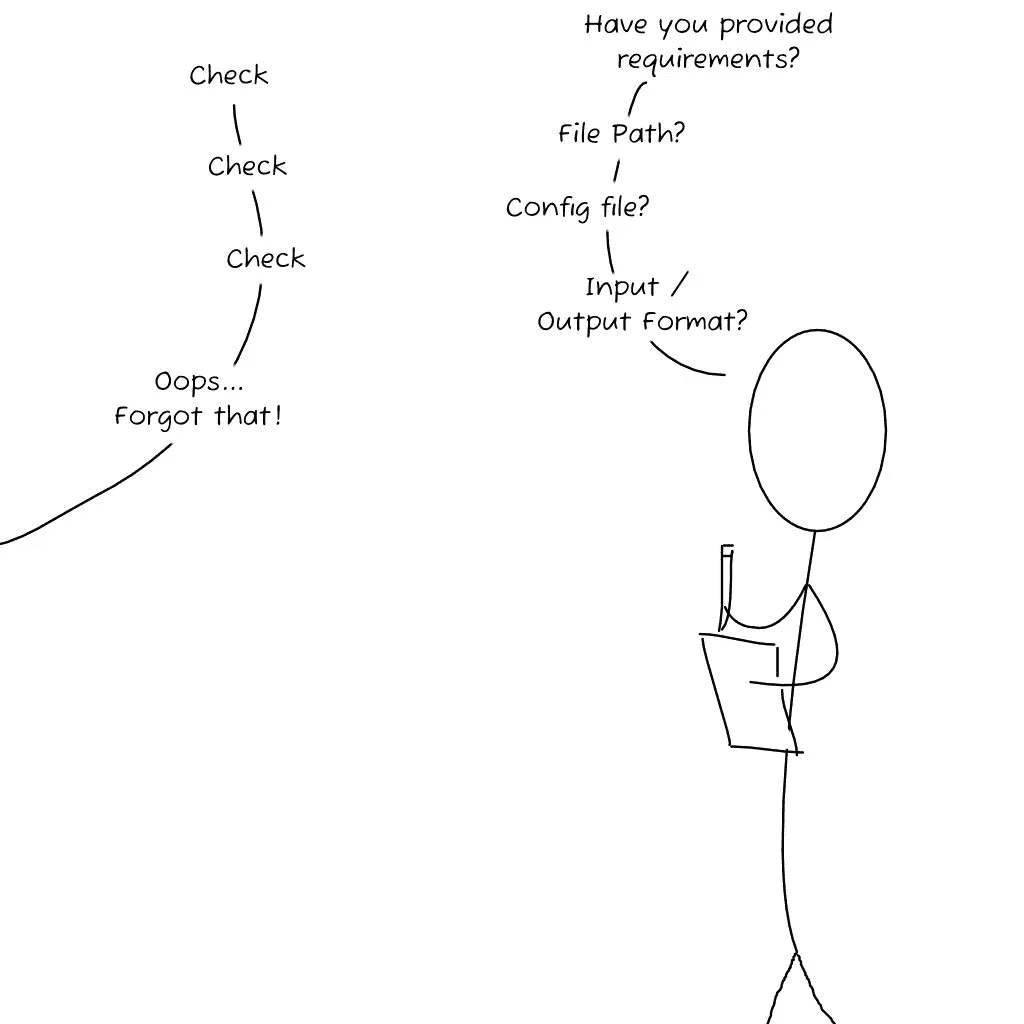 Have you provided
requirements?
Check
File Path?
Check
Config file?
Check
Input /
Output Format?
Oops...
Forgot that!